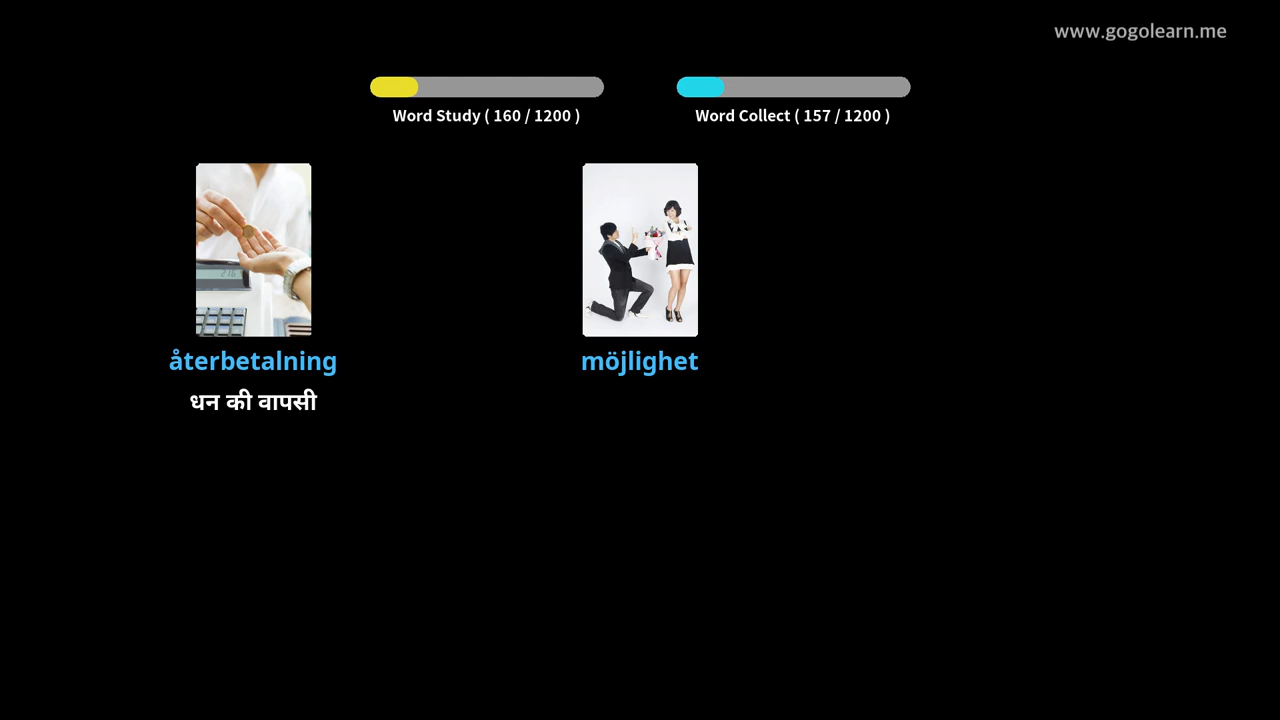 www.gogolearn.me
Word Study ( 160 / 1200 )
Word Collect ( 157 / 1200 )
återbetalning
möjlighet
धन की वापसी